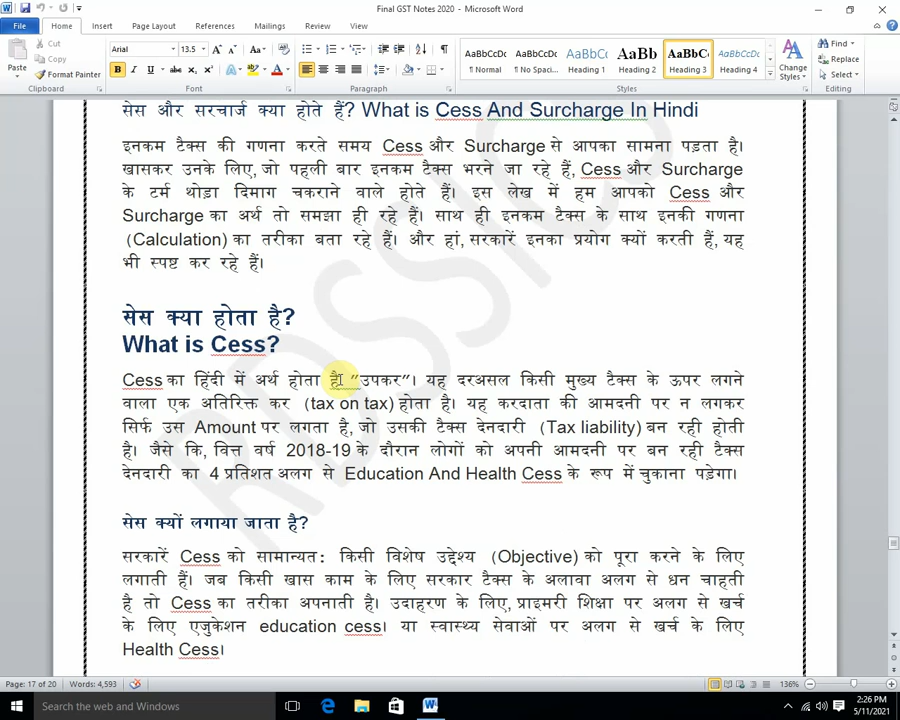 Final GST Notes 2020 - Microsoft Word
File Home Insert Page Layout References Mailings Review View
Cut
Copy
Format Painter
Paste
Clipboard
Arial 13.5
Font
Paragraph
AaBbCcDc AaBbCcDc AaBbCc AaBb AaBbC AaBbCcDc
¶ Normal ¶ No Spaci... Heading 1 Heading 2 Heading 3 Heading 4
Change Styles
Styles
Find
Replace
Select
Editing
सेस और सरचार्ज क्या होते हैं? What is Cess And Surcharge In Hindi
इनकम टैक्स की गणना करते समय Cess और Surcharge से आपका सामना पड़ता है।
खासकर उनके लिए, जो पहली बार इनकम टैक्स भरने जा रहे हैं, Cess और Surcharge
के टर्म थोड़ा दिमाग चकराने वाले होते हैं। इस लेख में हम आपको Cess और
Surcharge का अर्थ तो समझा ही रहे हैं। साथ ही इनकम टैक्स के साथ इनकी गणना
(Calculation) का तरीका बता रहे हैं। और हां, सरकारें इनका प्रयोग क्यों करती हैं, यह
भी स्पष्ट कर रहे हैं।
सेस क्या होता है?
What is Cess?
Cess का हिंदी में अर्थ होता है। “उपकर”। यह दरअसल किसी मुख्य टैक्स के ऊपर लगने
वाला एक अतिरिक्त कर (tax on tax) होता है। यह करदाता की आमदनी पर न लगकर
सिर्फ उस Amount पर लगता है, जो उसकी टैक्स देनदारी (Tax liability) बन रही होती
है। जैसे कि, वित्त वर्ष 2018-19 के दौरान लोगों को अपनी आमदनी पर बन रही टैक्स
देनदारी का 4 प्रतिशत अलग से Education And Health Cess के रूप में चुकाना पड़ेगा।
सेस क्यों लगाया जाता है?
सरकारें Cess को सामान्यत: किसी विशेष उद्देश्य (Objective) को पूरा करने के लिए
लगाती हैं। जब किसी खास काम के लिए सरकार टैक्स के अलावा अलग से धन चाहती
है तो Cess का तरीका अपनाती है। उदाहरण के लिए, प्राइमरी शिक्षा पर अलग से खर्च
के लिए एजुकेशन education cess। या स्वास्थ्य सेवाओं पर अलग से खर्च के लिए
Health Cess।
Page: 17 of 20 Words: 4,593 136%
Search the web and Windows
2:26 PM
5/11/2021